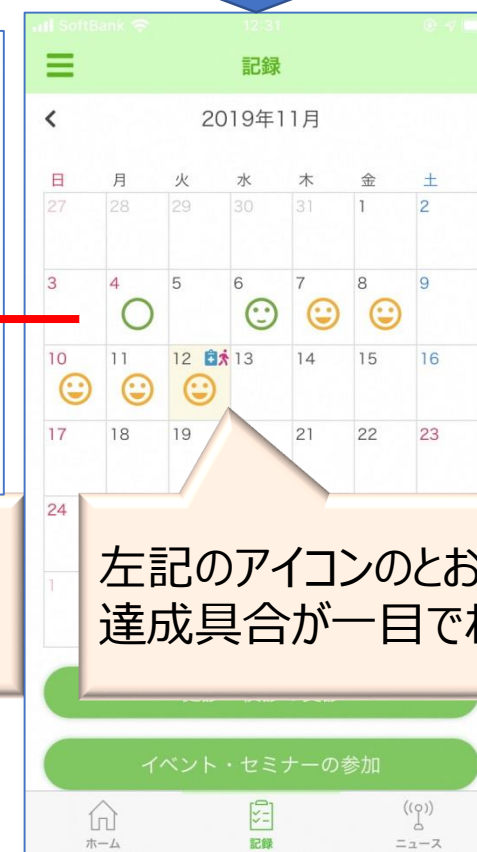 SoftBank 12:31
記録
2019年11月
日 月 火 水 木 金 土
27 28 29 30 31 1 2
3 4 5 6 7 8 9
10 11 12 13 14 15 16
17 18 19 21 22 23
24
1
左記のアイコンのとお
達成具合が一目で
イベント・セミナーの参加
ホーム 記録 ニュース